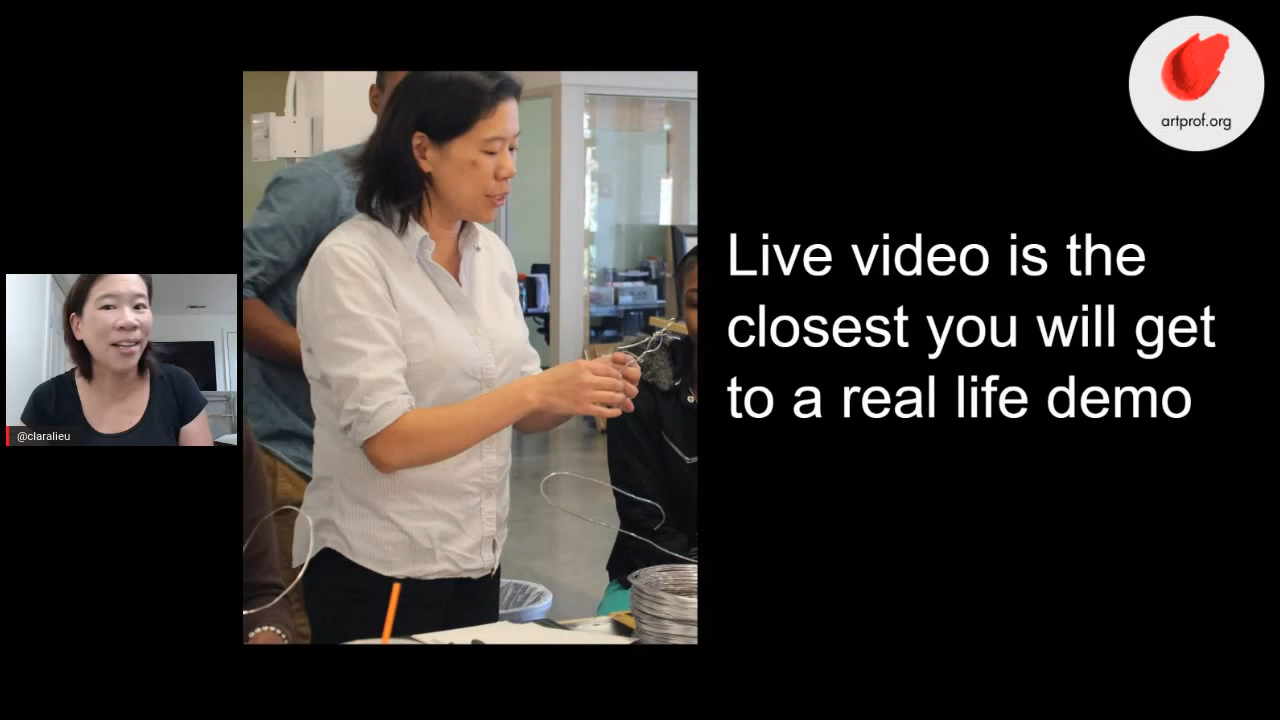 artprof.org
Live video is the
closest you will get
to a real life demo
@claralieu